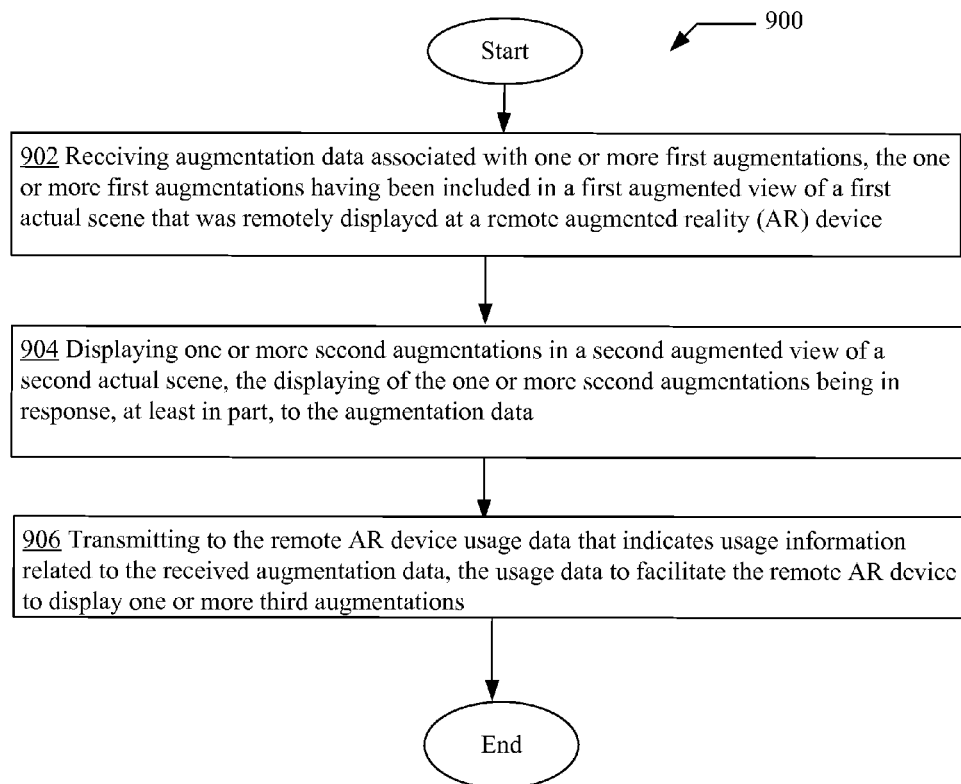 900
Start
902 Receiving augmentation data associated with one or more first augmentations, the one
or more first augmentations having been included in a first augmented view of a first
actual scene that was remotely displayed at a remote augmented reality (AR) device
904 Displaying one or more second augmentations in a second augmented view of a
second actual scene, the displaying of the one or more second augmentations being in
response, at least in part, to the augmentation data
906 Transmitting to the remote AR device usage data that indicates usage information
related to the received augmentation data, the usage data to facilitate the remote AR device
to display one or more third augmentations
End